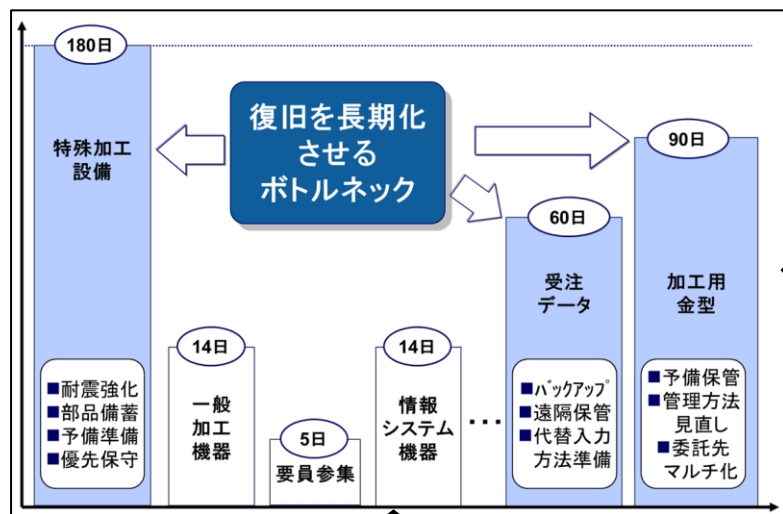 180日
特殊加工
設備
■耐震強化
■部品備蓄
■予備準備
■優先保守
復旧を長期化
させる
ボトルネック
14日
一般
加工
機器
5日
要員参集
14日
情報
システム
機器
・・・
60日
受注
データ
■バックアップ
■遠隔保管
■代替入力
方法準備
90日
加工用
金型
■予備保管
■管理方法
見直し
■委託先
マルチ化